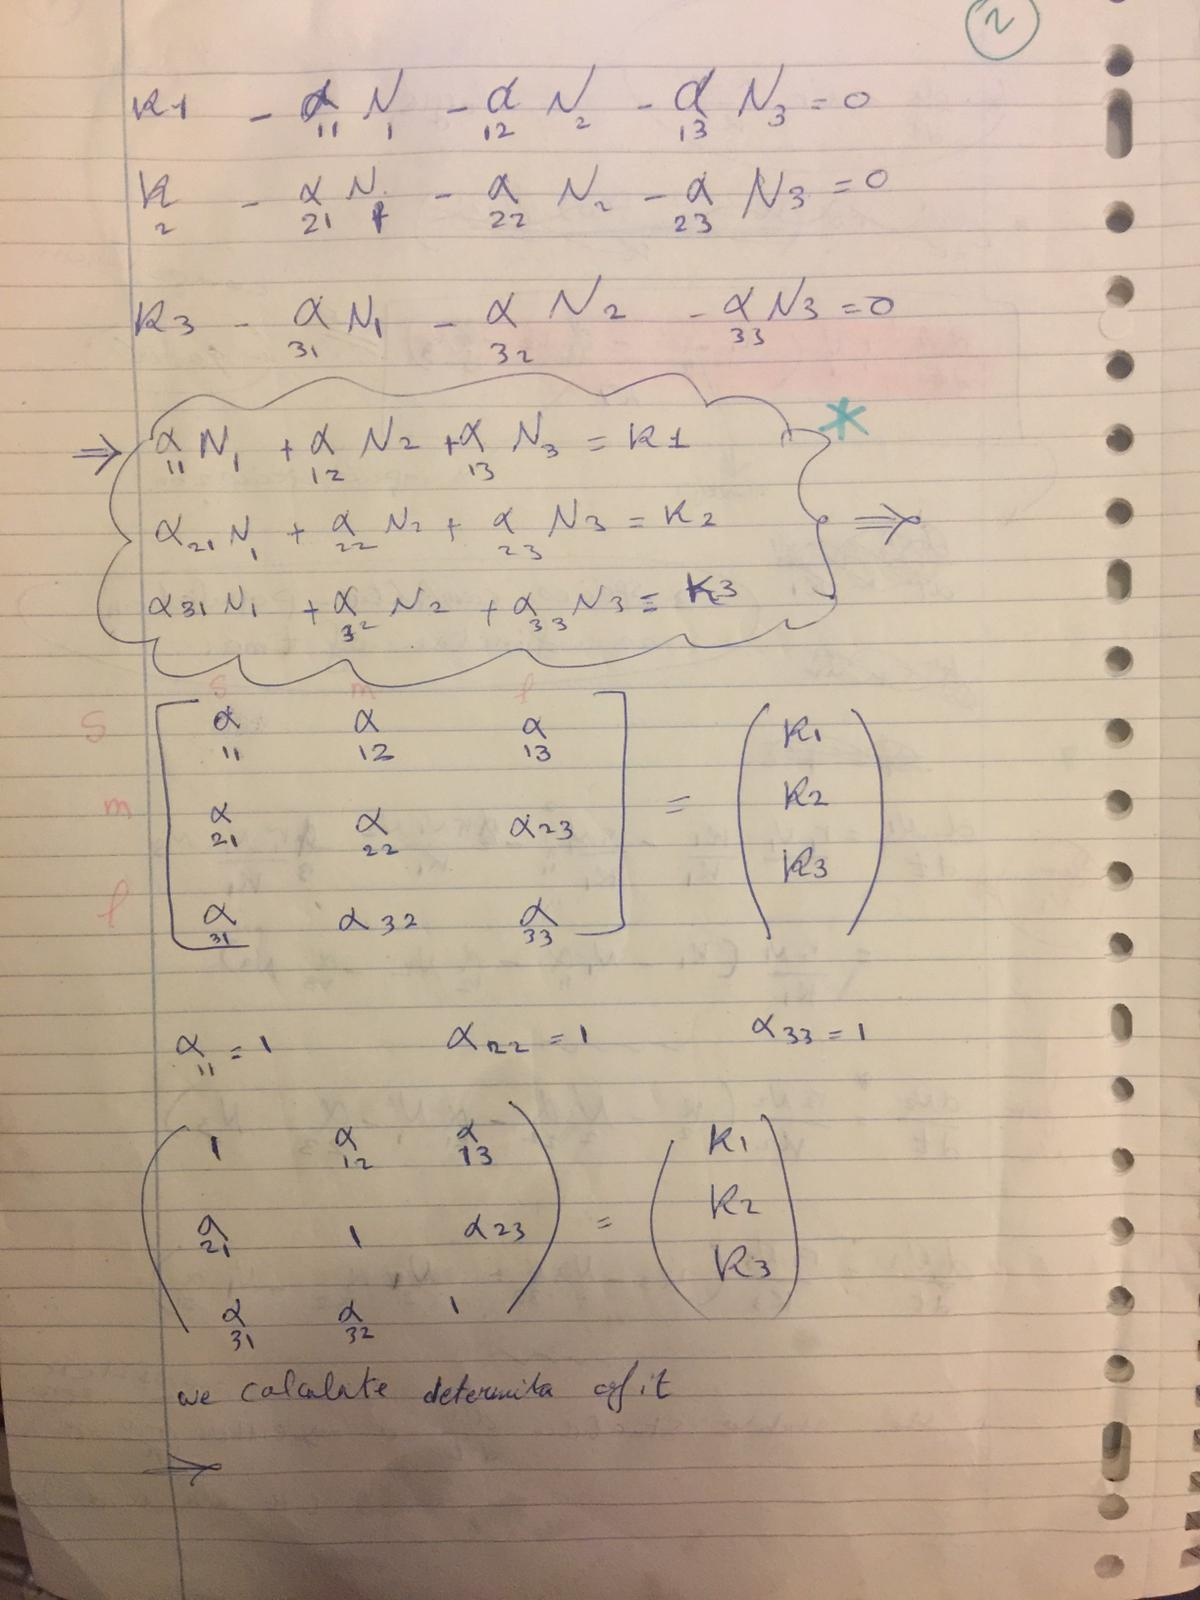 2
K1 - α11 N1 - α12 N2 - α13 N3 = 0
K2 - α21 N1 - α22 N2 - α23 N3 = 0
K3 - α31 N1 - α32 N2 - α33 N3 = 0
*
⇒ α11 N1 + α12 N2 + α13 N3 = K1
α21 N1 + α22 N2 + α23 N3 = K2 ⇒
α31 N1 + α32 N2 + α33 N3 = K3
s m l
s α11 α12 α13 K1
m α21 α22 α23 = K2
l α31 α32 α33 K3
α11 = 1 α22 = 1 α33 = 1
1 α12 α13 K1
α21 1 α23 = K2
α31 α32 1 K3
we calculate determita of it
⇒